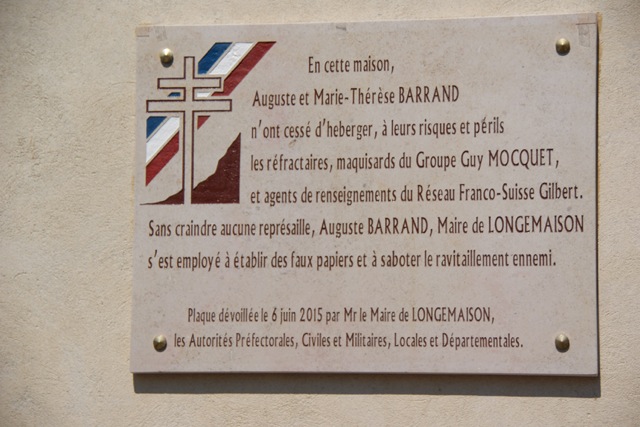 En cette maison,
Auguste et Marie-Thérèse BARRAND
n'ont cessé d'heberger, à leurs risques et périls
les réfractaires, maquisards du Groupe Guy MOCQUET,
et agents de renseignements du Réseau Franco-Suisse Gilbert.
Sans craindre aucune représaille, Auguste BARRAND, Maire de LONGEMAISON
s'est employé à établir des faux papiers et à saboter le ravitaillement ennemi.
Plaque dévoilée le 6 juin 2015 par Mr le Maire de LONGEMAISON,
les Autorités Préfectorales, Civiles et Militaires, Locales et Départementales.